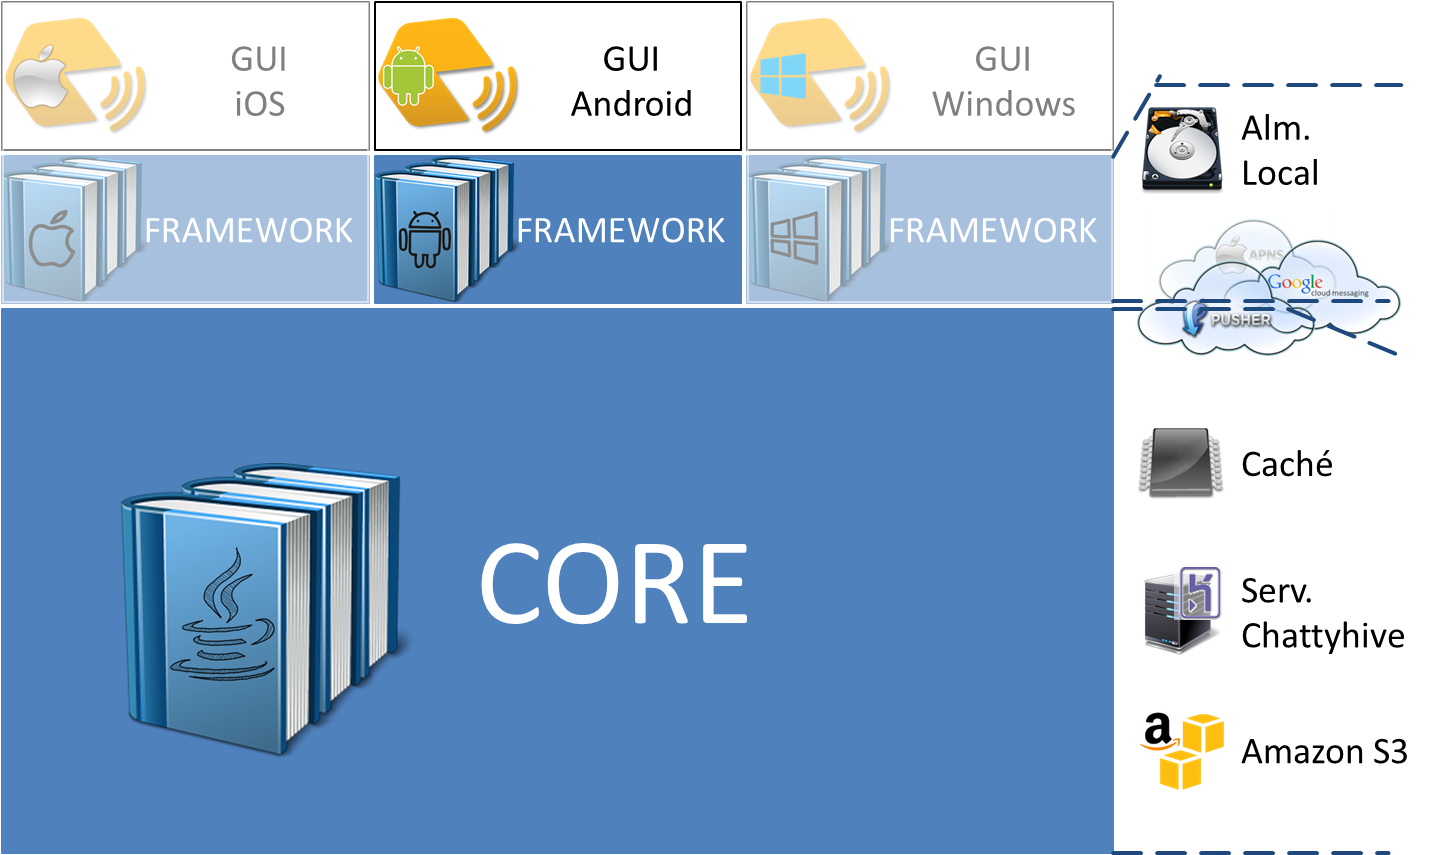 GUI
iOS
GUI
Android
GUI
Windows
FRAMEWORK
FRAMEWORK
FRAMEWORK
CORE
Alm.
Local
APNS
Google
cloud messaging
PUSHER
Caché
Serv.
Chattyhive
a
Amazon S3